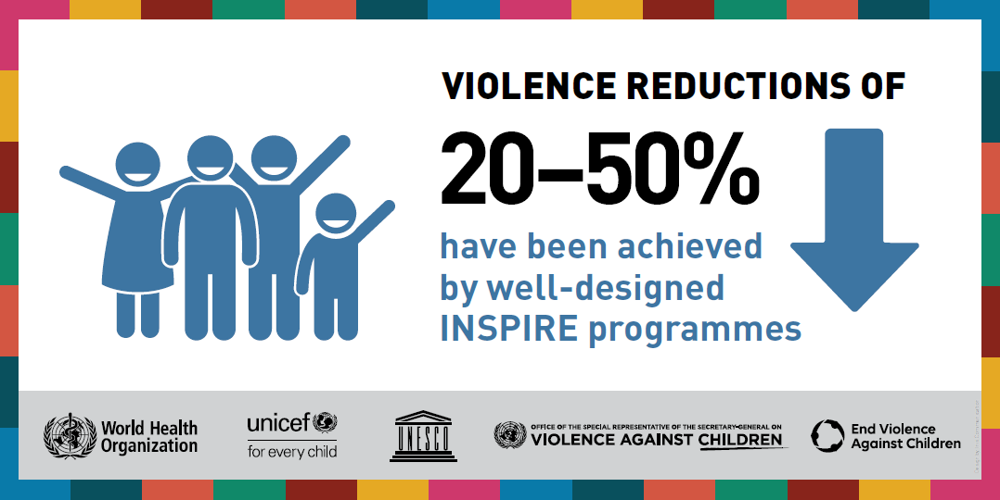 VIOLENCE REDUCTIONS OF
20–50%
have been achieved
by well-designed
INSPIRE programmes
World Health
Organization
unicef
for every child
UNESCO
OFFICE OF THE SPECIAL REPRESENTATIVE OF THE SECRETARY-GENERAL ON
VIOLENCE AGAINST CHILDREN
End Violence
Against Children